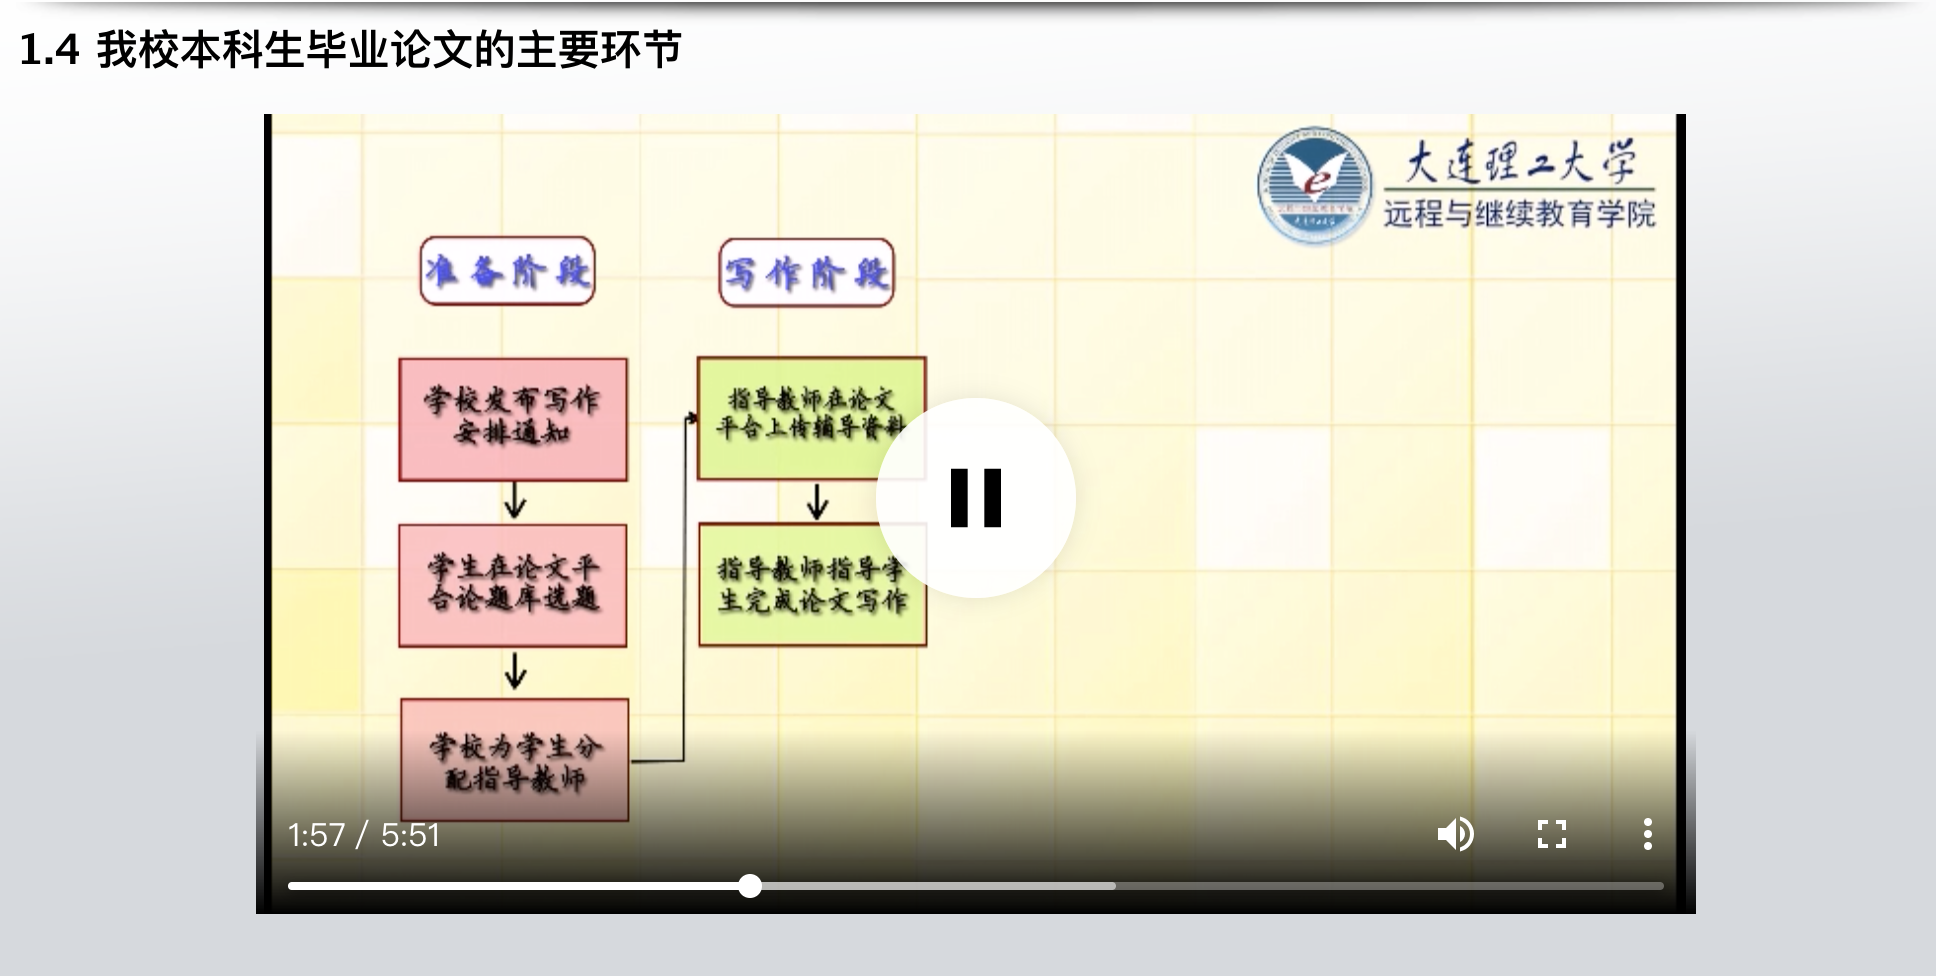 1.4 我校本科生毕业论文的主要环节
大连理工大学
远程与继续教育学院
准备阶段
写作阶段
学校发布写作
安排通知
学生在论文平
台论题库选题
学校为学生分
配指导教师
指导教师在论文
平台上传辅导资料
指导教师指导学
生完成论文写作
1:57 / 5:51